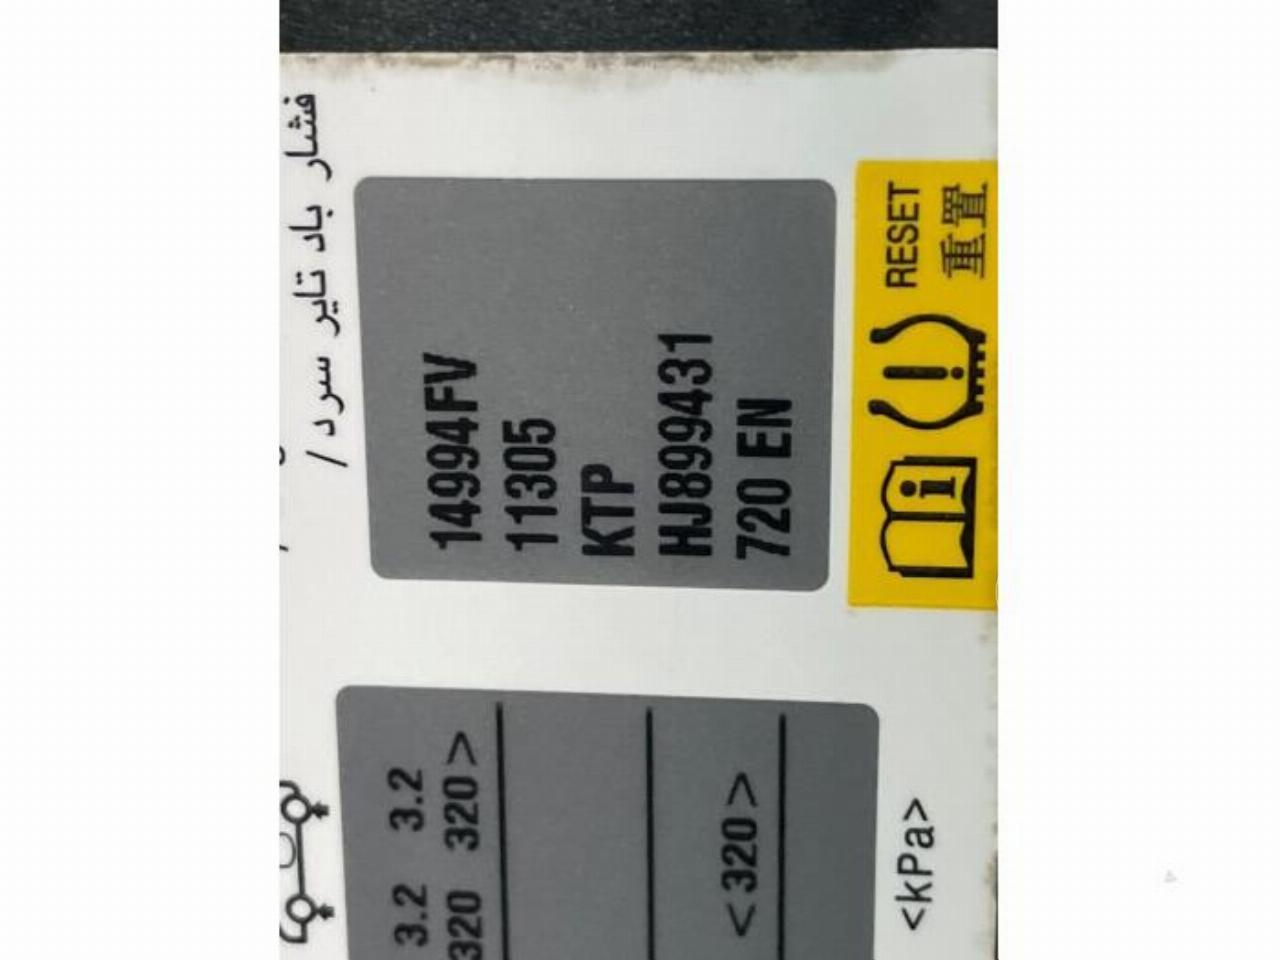 فشار باد تایر سرد /
14994FV
11305
KTP
HJ899431
720 EN
RESET
重置
3.2 3.2
320 320>
<320>
<kPa>